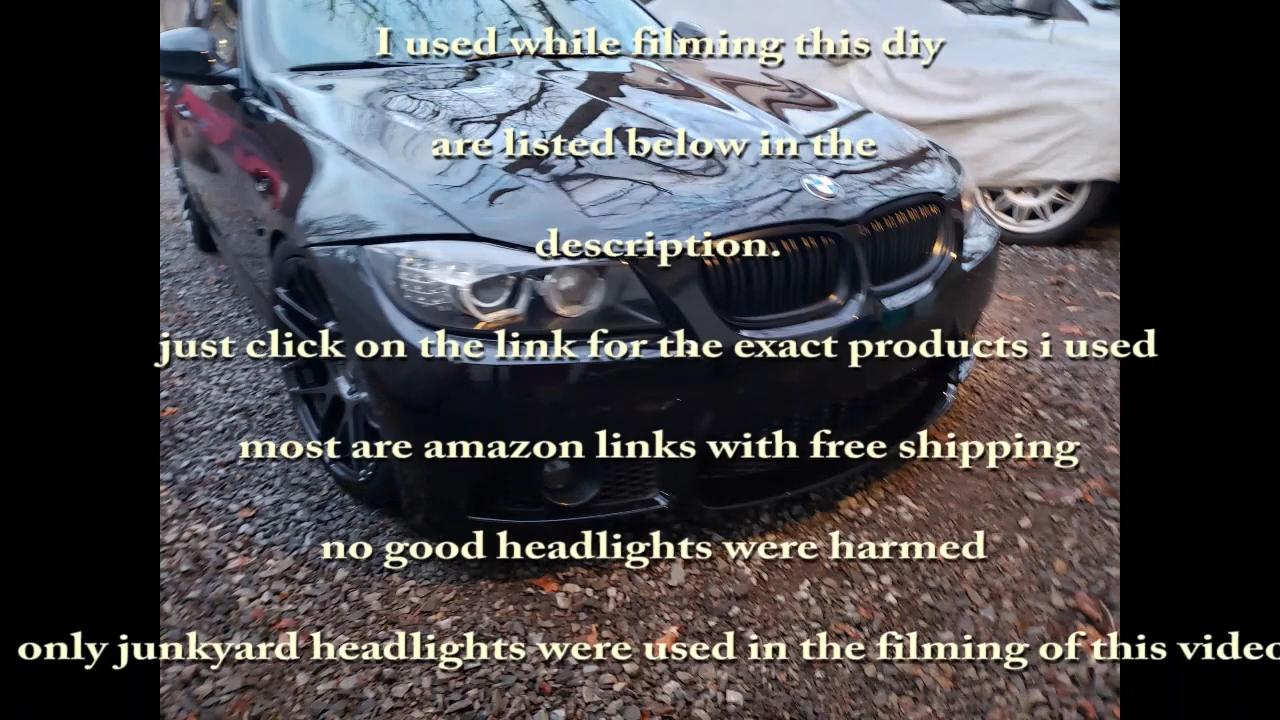 I used while filming this diy
are listed below in the
description.
just click on the link for the exact products i used
most are amazon links with free shipping
no good headlights were harmed
only junkyard headlights were used in the filming of this video